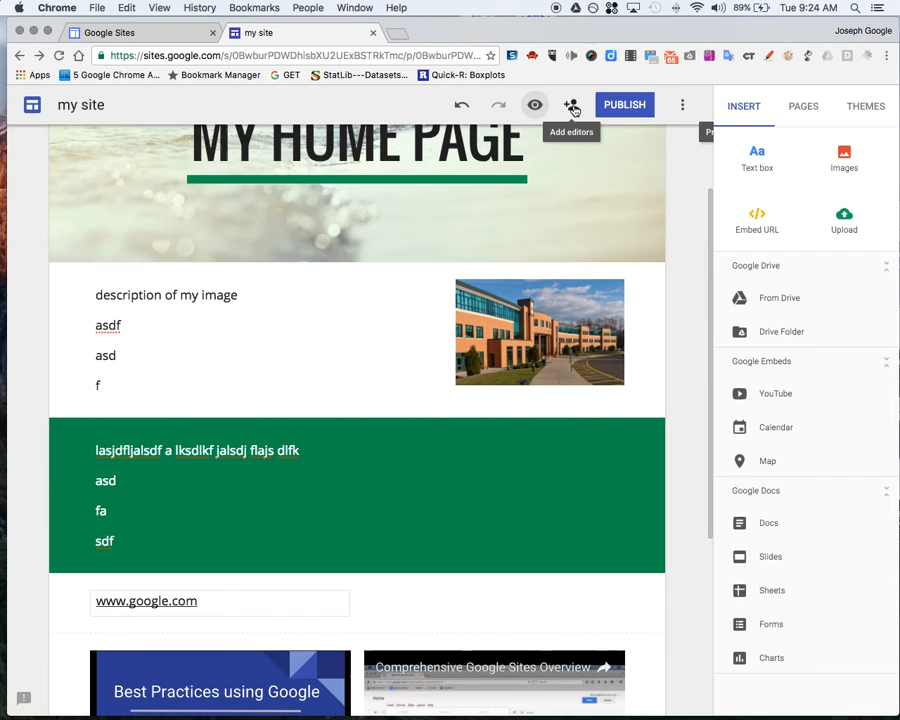 Chrome File Edit View History Bookmarks People Window Help 89% Tue 9:24 AM
Google Sites my site Joseph Google
https://sites.google.com/s/0BwburPDWDhisbXU2UExBSTRkTmc/p/0BwburPDW...
Apps 5 Google Chrome A... Bookmark Manager GET StatLib---Datasets... Quick-R: Boxplots
my site PUBLISH INSERT PAGES THEMES
Add editors Pr
MY HOME PAGE
Aa
Text box Images
Embed URL Upload
description of my image
asdf
asd
f
Google Drive
From Drive
Drive Folder
Google Embeds
YouTube
Calendar
Map
lasjdfljalsdf a lksdlkf jalsdj flajs dlfk
asd
fa
sdf
Google Docs
Docs
Slides
Sheets
Forms
Charts
www.google.com
Best Practices using Google
Comprehensive Google Sites Overview